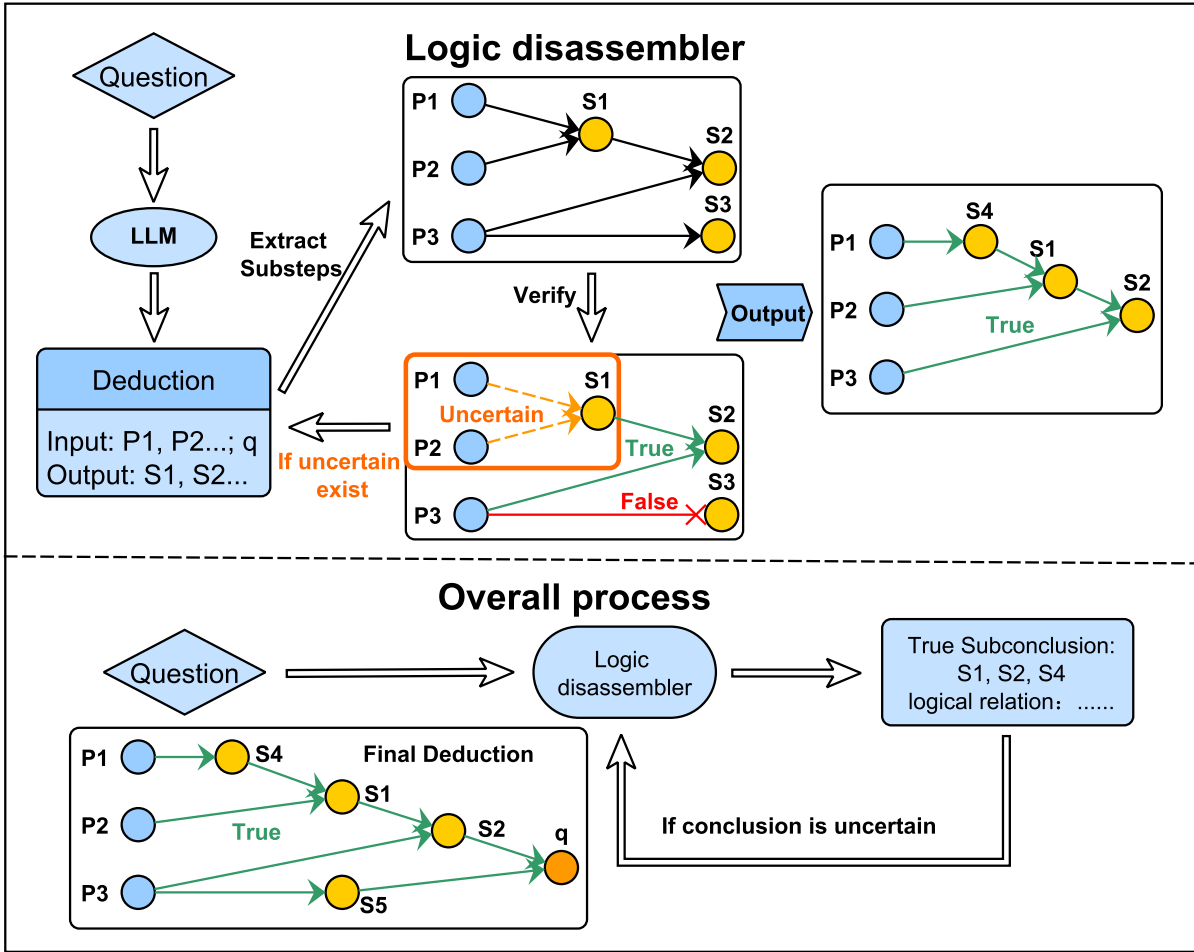 Logic disassembler
Question
LLM
Deduction
Input: P1, P2...; q
Output: S1, S2...
Extract
Substeps
P1
S1
P2
S2
P3
S3
Verify
P1
S1
Uncertain
P2
S2
True
S3
P3
False
If uncertain
exist
Output
P1
S4
S1
P2
S2
True
P3
Overall process
Question
Logic
disassembler
True Subconclusion:
S1, S2, S4
logical relation：......
If conclusion is uncertain
Final Deduction
P1
S4
S1
P2
True
S2
q
P3
S5